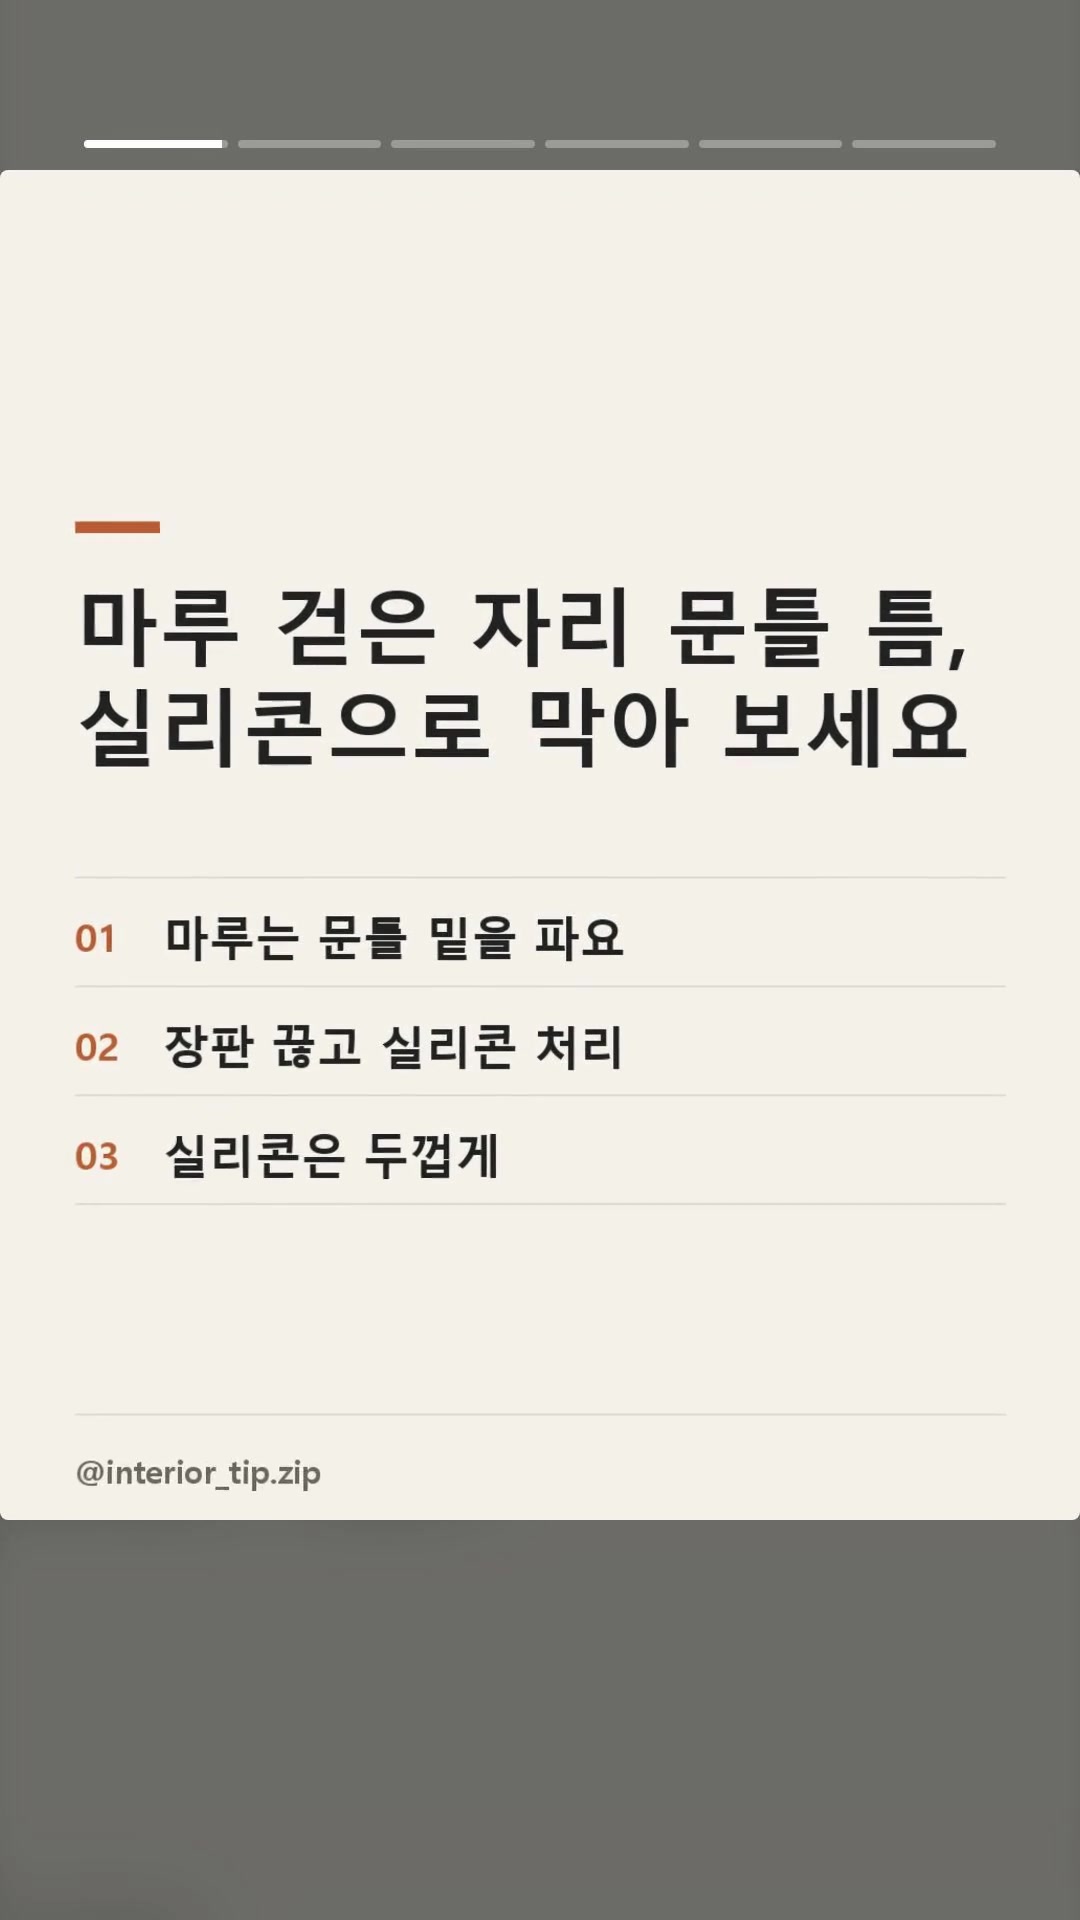 마루 걷은 자리 문틀 틈,
실리콘으로 막아 보세요
01 마루는 문틀 밑을 파요
02 장판 끊고 실리콘 처리
03 실리콘은 두껍게
@interior_tip.zip